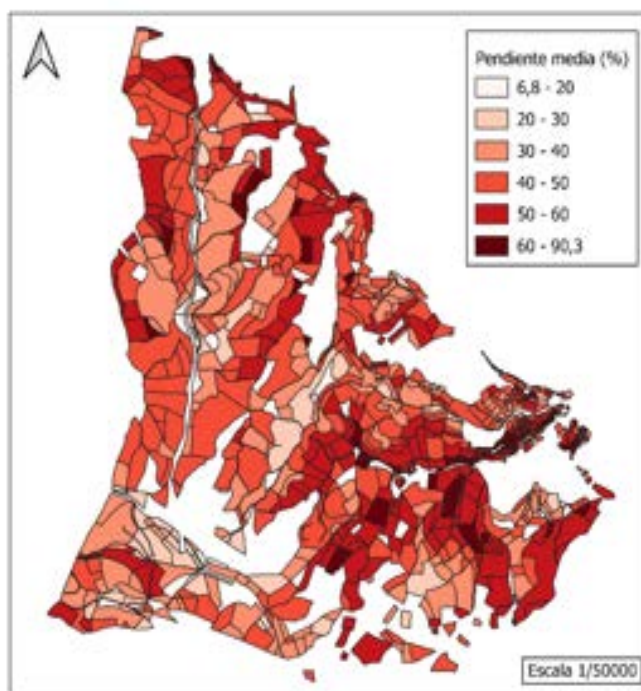 Pendiente media (%)
6,8 - 20
20 - 30
30 - 40
40 - 50
50 - 60
60 - 90,3
Escala 1/50000